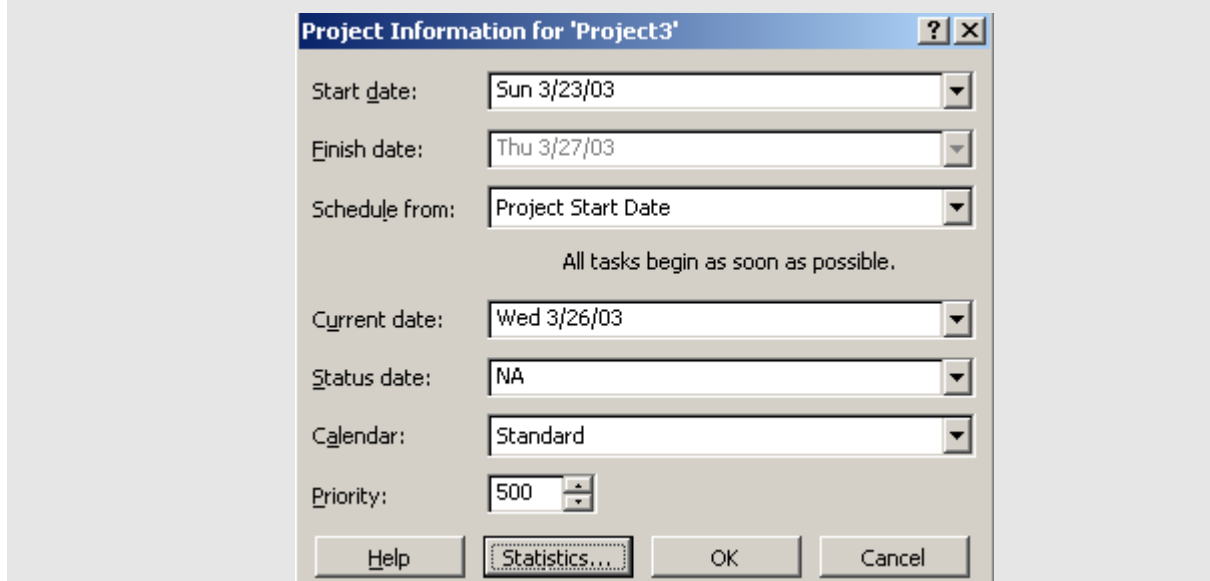 Project Information for 'Project3'
Start date: Sun 3/23/03
Finish date: Thu 3/27/03
Schedule from: Project Start Date
All tasks begin as soon as possible.
Current date: Wed 3/26/03
Status date: NA
Calendar: Standard
Priority: 500
Help Statistics... OK Cancel